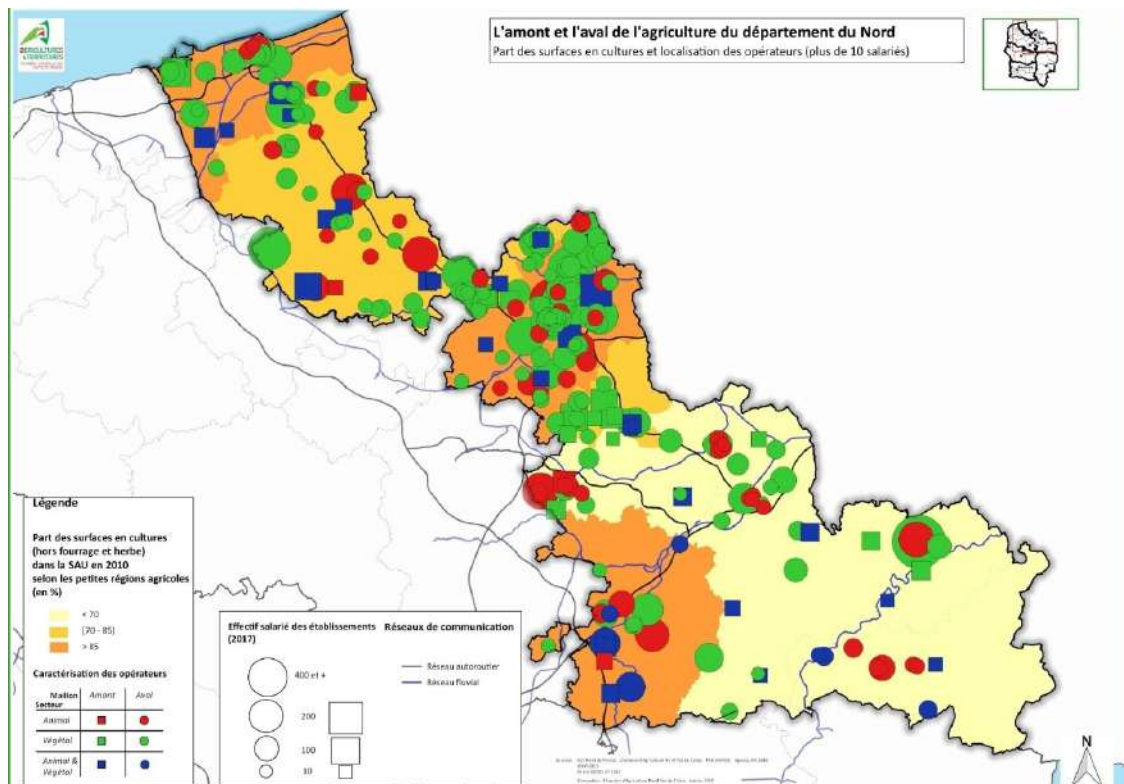 AGRICULTURES
& TERRITOIRES
L'amont et l'aval de l'agriculture du département du Nord
Part des surfaces en cultures et localisation des opérateurs (plus de 10 salariés)
Légende
Part des surfaces en cultures
(hors fourrage et herbe)
dans la SAU en 2010
selon les petites régions agricoles
(en %)
< 70
[70 - 85]
> 85
Caractérisation des opérateurs
Maillon Amont Aval
Secteur
Animal
Végétal
Animal &
Végétal
Effectif salarié des établissements
(2017)
400 et +
200
100
10
Réseaux de communication
Réseau autoroutier
Réseau fluvial
N